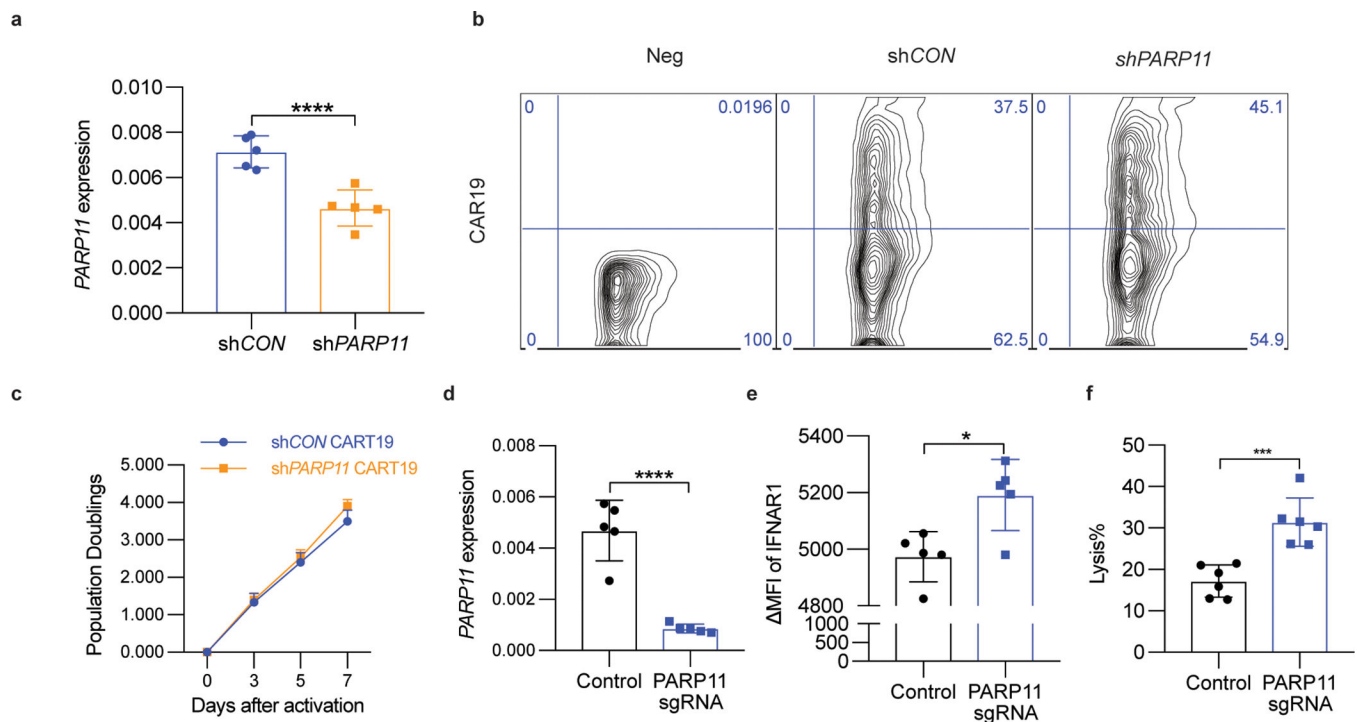 a
PARP11 expression
0.010
0.008
0.006
0.004
0.002
0.000
****
shCON
shPARP11
b
Neg
shCON
shPARP11
CAR19
0
0.0196
0
100
0
37.5
0
62.5
0
45.1
0
54.9
c
shCON CART19
shPARP11 CART19
Population Doublings
5.000
4.000
3.000
2.000
1.000
0.000
0
3
5
7
Days after activation
d
PARP11 expression
0.008
0.006
0.004
0.002
0.000
****
Control
PARP11
sgRNA
e
ΔMFI of IFNAR1
5400
5200
5000
4800
1000
500
0
*
Control
PARP11
sgRNA
f
Lysis%
50
40
30
20
10
0
***
Control
PARP11
sgRNA